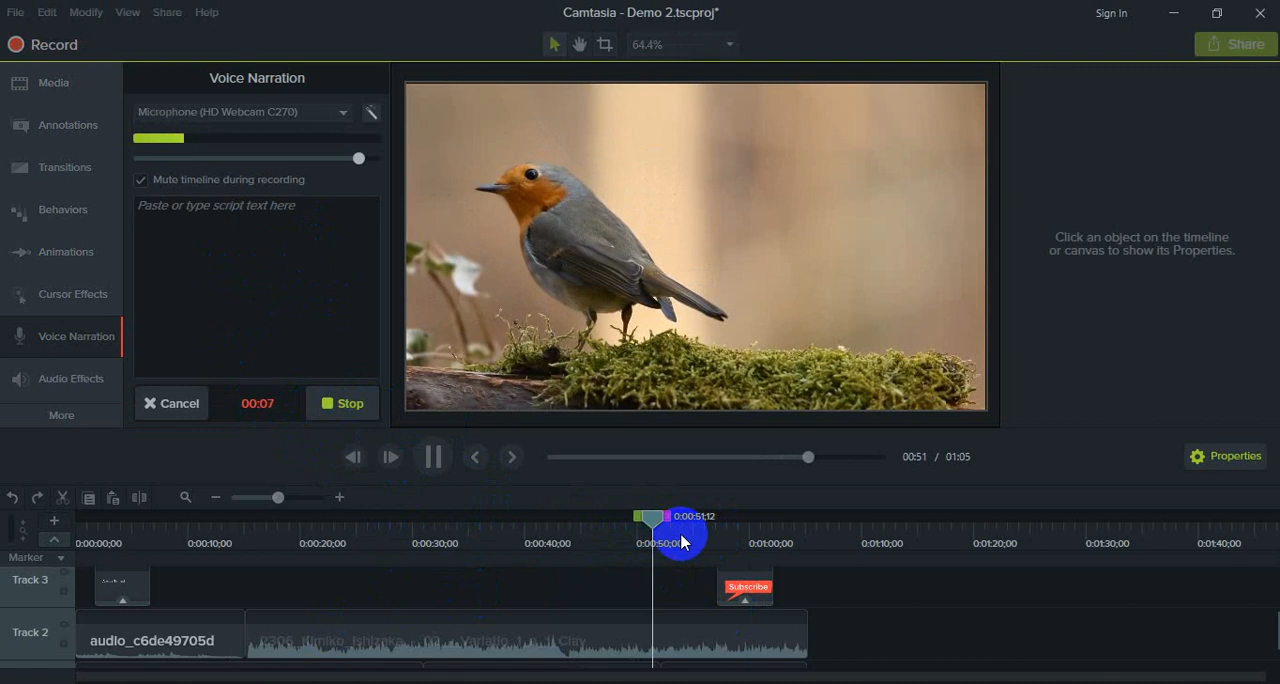 File Edit Modify View Share Help
Camtasia - Demo 2.tscproj*
Sign In
Record
64.4%
Share
Media
Annotations
Transitions
Behaviors
Animations
Cursor Effects
Voice Narration
Audio Effects
More
Voice Narration
Microphone (HD Webcam C270)
Mute timeline during recording
Paste or type script text here
Cancel
00:07
Stop
Click an object on the timeline
or canvas to show its Properties.
00:51 / 01:05
Properties
0:00:51;12
0:00:00;00 0:00:10;00 0:00:20;00 0:00:30;00 0:00:40;00 0:00:50;00 0:01:00;00 0:01:10;00 0:01:20;00 0:01:30;00 0:01:40;00
Marker
Track 3
Subscribe
Track 2
audio_c6de49705d